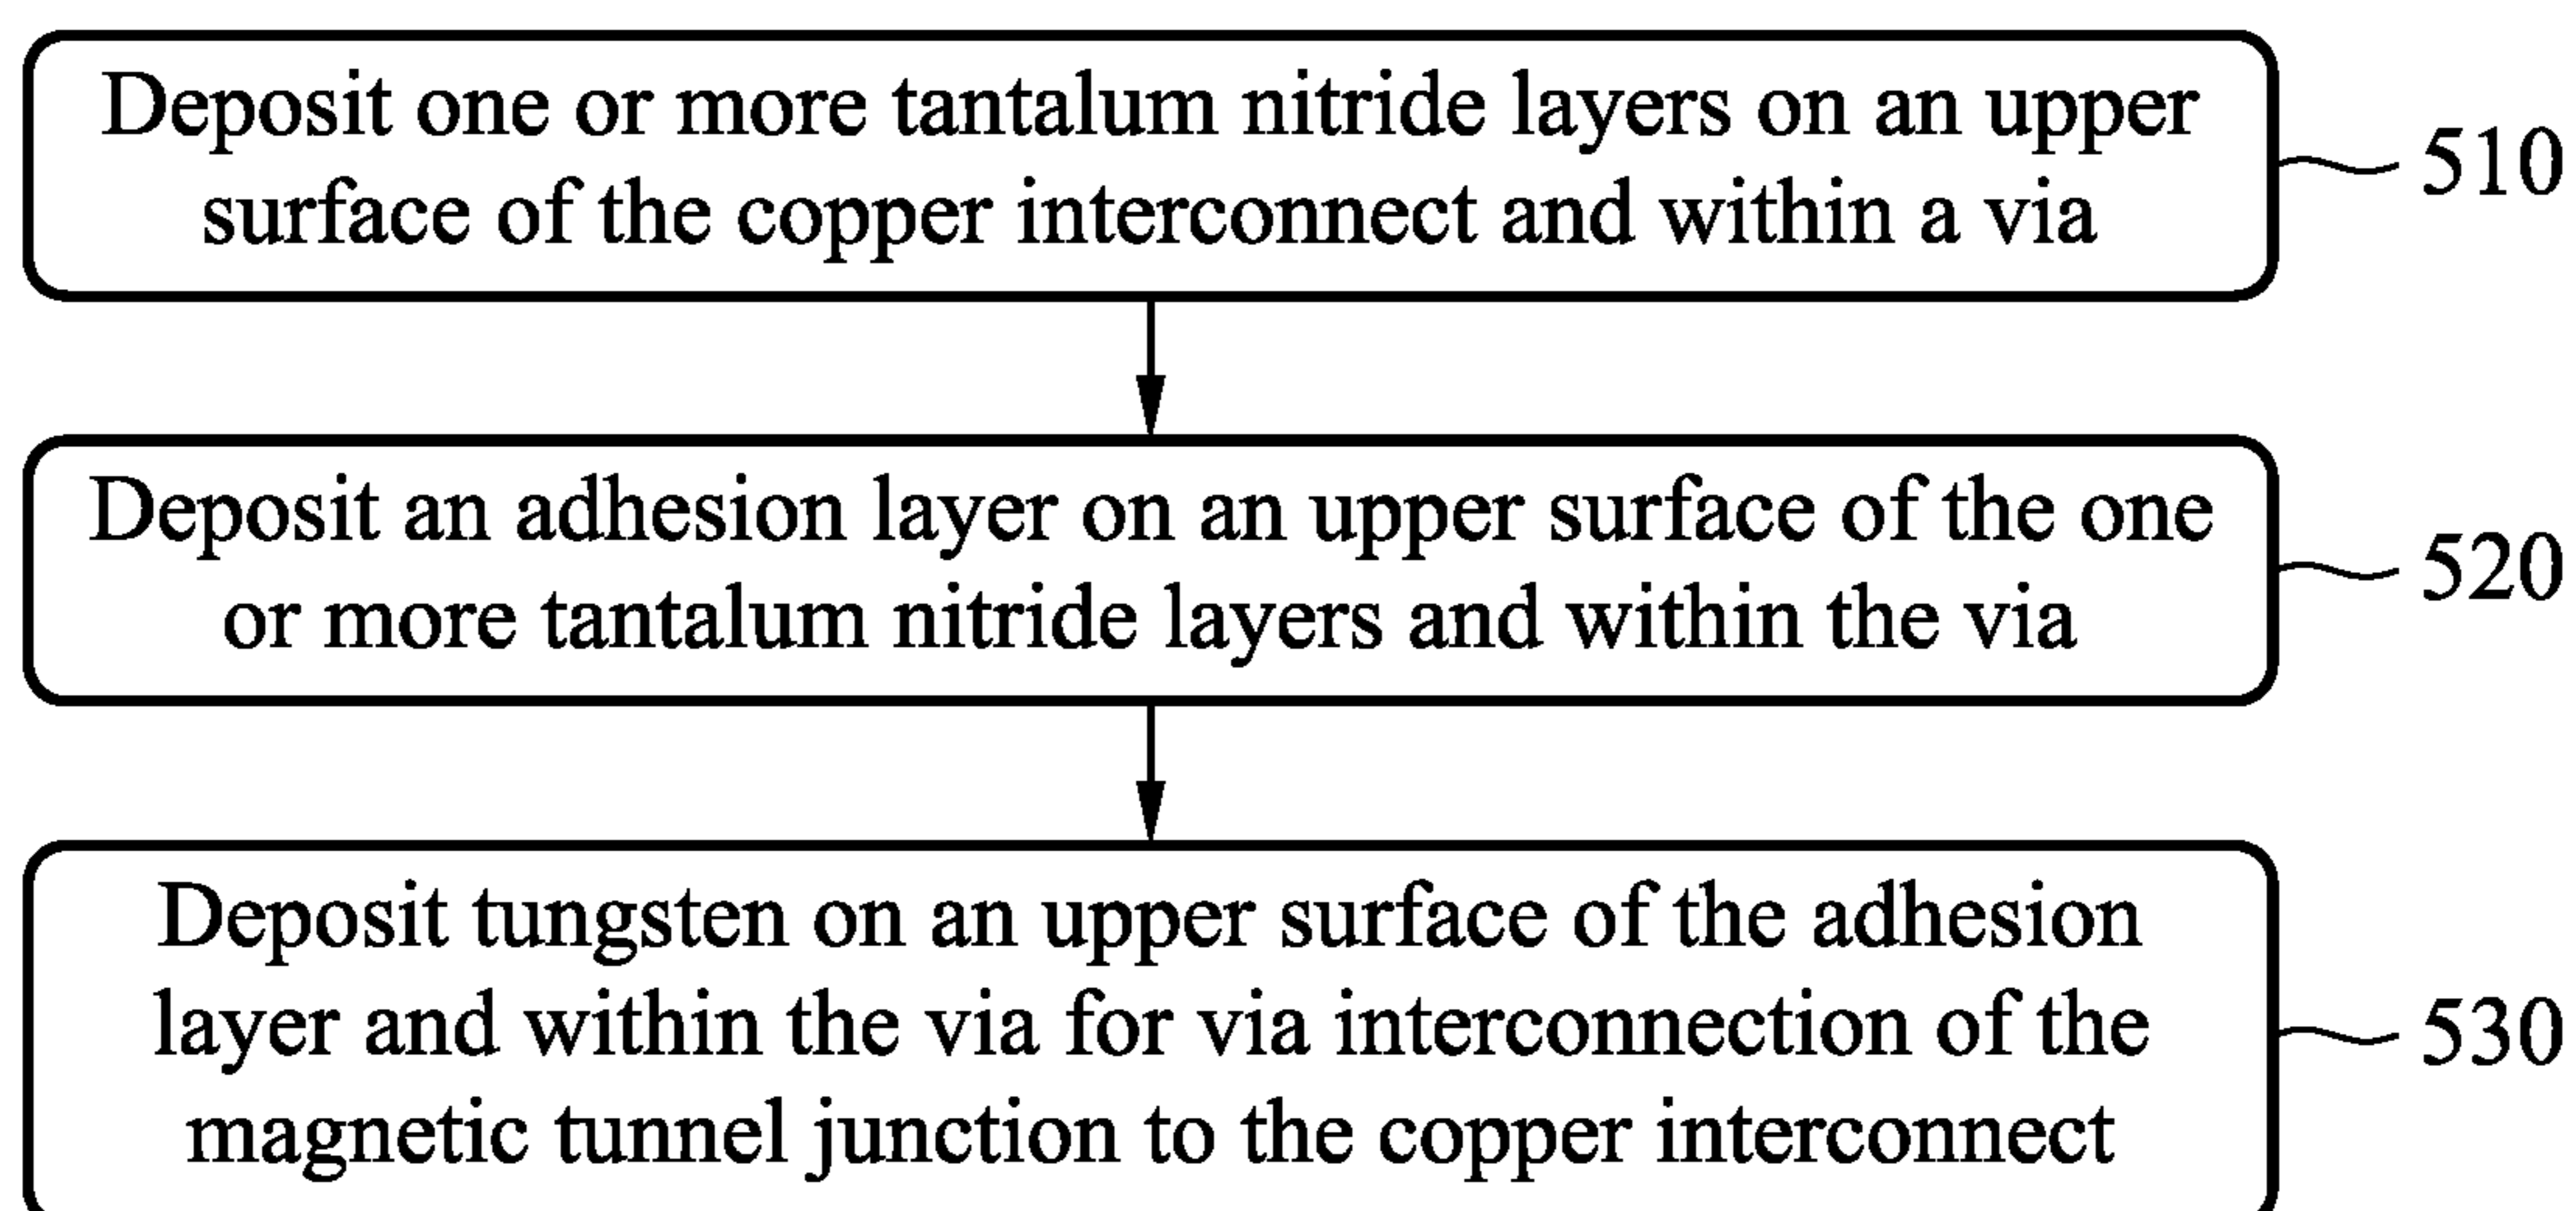 Deposit one or more tantalum nitride layers on an upper
surface of the copper interconnect and within a via
510
Deposit an adhesion layer on an upper surface of the one
or more tantalum nitride layers and within the via
520
Deposit tungsten on an upper surface of the adhesion
layer and within the via for via interconnection of the
magnetic tunnel junction to the copper interconnect
530